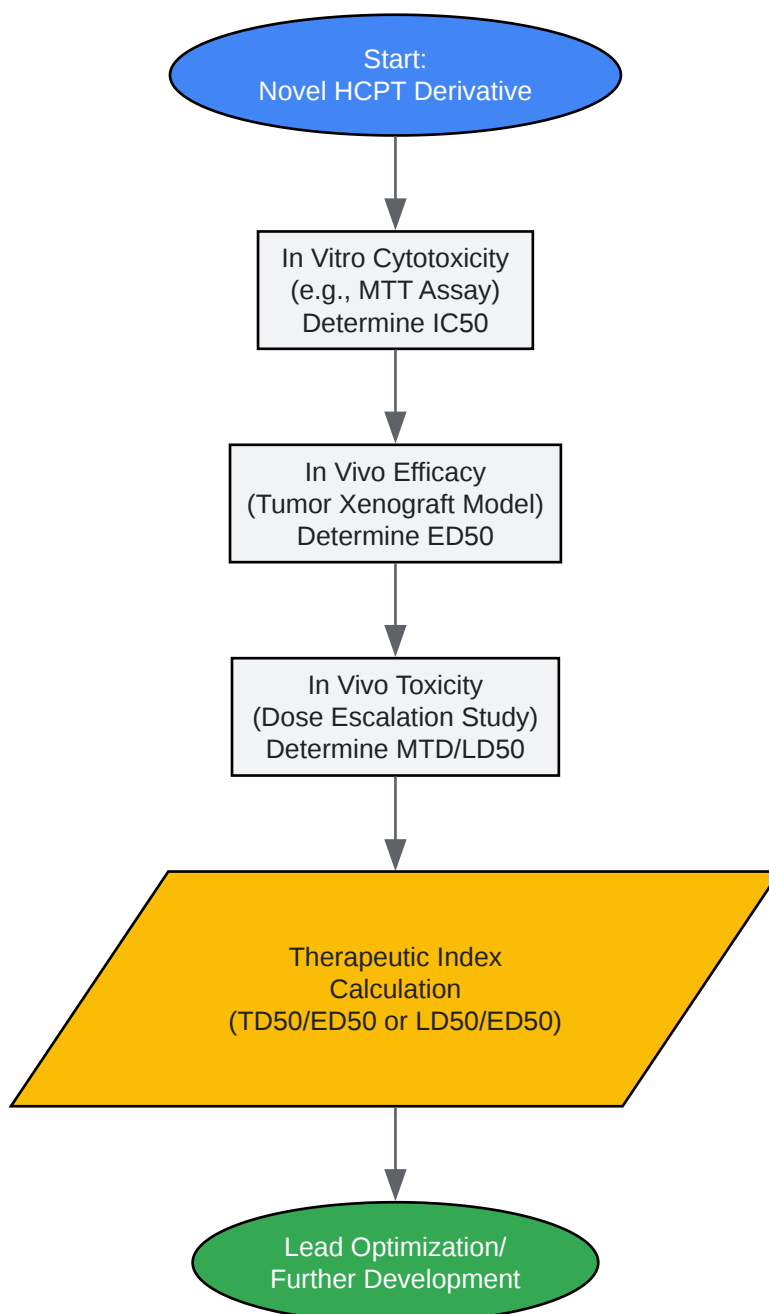 Start:
Novel HCPT Derivative
In Vitro Cytotoxicity
(e.g., MTT Assay)
Determine IC50
In Vivo Efficacy
(Tumor Xenograft Model)
Determine ED50
In Vivo Toxicity
(Dose Escalation Study)
Determine MTD/LD50
Therapeutic Index
Calculation
(TD50/ED50 or LD50/ED50)
Lead Optimization/
Further Development